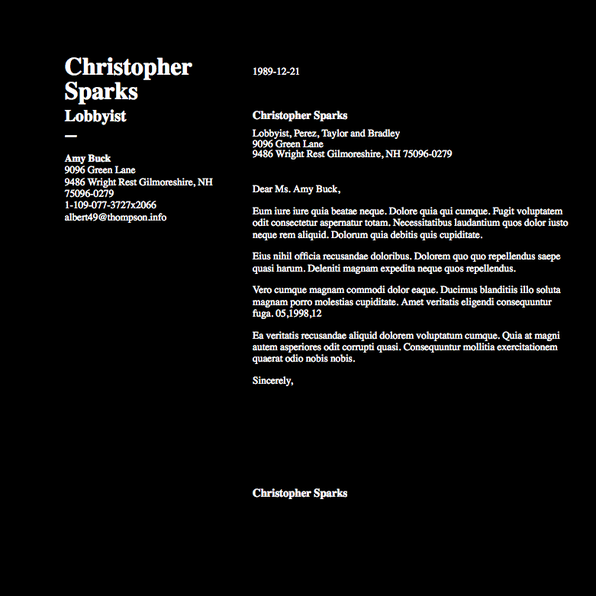 Christopher
Sparks
Lobbyist
—
Amy Buck
9096 Green Lane
9486 Wright Rest Gilmoreshire, NH
75096-0279
1-109-077-3727x2066
albert49@thompson.info
1989-12-21
Christopher Sparks
Lobbyist, Perez, Taylor and Bradley
9096 Green Lane
9486 Wright Rest Gilmoreshire, NH 75096-0279
Dear Ms. Amy Buck,
Eum iure iure quia beatae neque. Dolore quia qui cumque. Fugit voluptatem
odit consectetur aspernatur totam. Necessitatibus laudantium quos dolor iusto
neque rem aliquid. Dolorum quia debitis quis cupiditate.
Eius nihil officia recusandae doloribus. Dolorem quo quo repellendus saepe
quasi harum. Deleniti magnam expedita neque quos repellendus.
Vero cumque magnam commodi dolor eaque. Ducimus blanditiis illo soluta
magnam porro molestias cupiditate. Amet veritatis eligendi consequuntur
fuga. 05,1998,12
Ea veritatis recusandae aliquid dolorem voluptatum cumque. Quia at magni
autem asperiores odit corrupti quasi. Consequuntur mollitia exercitationem
quaerat odio nobis nobis.
Sincerely,
Christopher Sparks